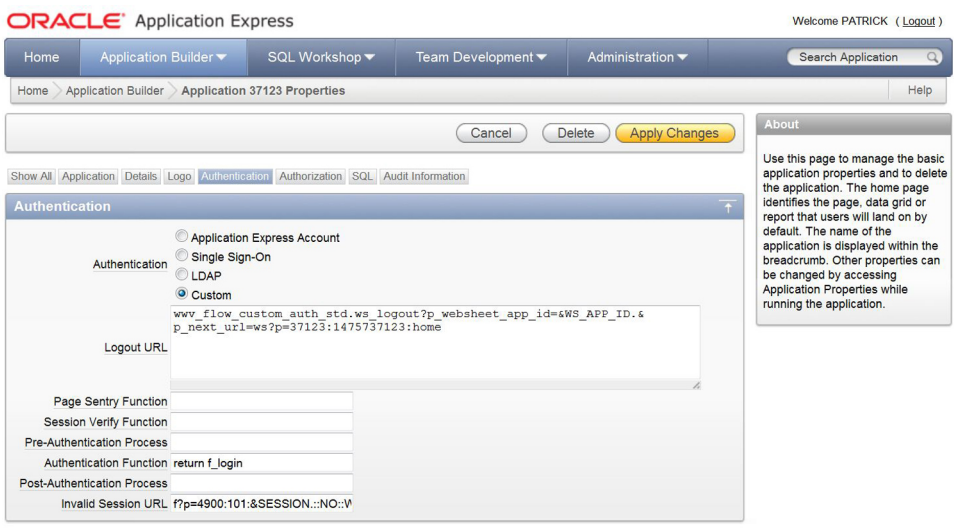 ORACLE Application Express
Welcome PATRICK ( Logout )
Home Application Builder SQL Workshop Team Development Administration Search Application
Home Application Builder Application 37123 Properties Help
Cancel Delete Apply Changes
Show All Application Details Logo Authentication Authorization SQL Audit Information
Authentication
Authentication
Application Express Account
Single Sign-On
LDAP
Custom
Logout URL
wwv_flow_custom_auth_std.ws_logout?p_websheet_app_id=&WS_APP_ID.&
p_next_url=ws?p=37123:1475737123:home
Page Sentry Function
Session Verify Function
Pre-Authentication Process
Authentication Function return f_login
Post-Authentication Process
Invalid Session URL f?p=4900:101:&SESSION.::NO::W
About
Use this page to manage the basic
application properties and to delete
the application. The home page
identifies the page, data grid or
report that users will land on by
default. The name of the
application is displayed within the
breadcrumb. Other properties can
be changed by accessing
Application Properties while
running the application.